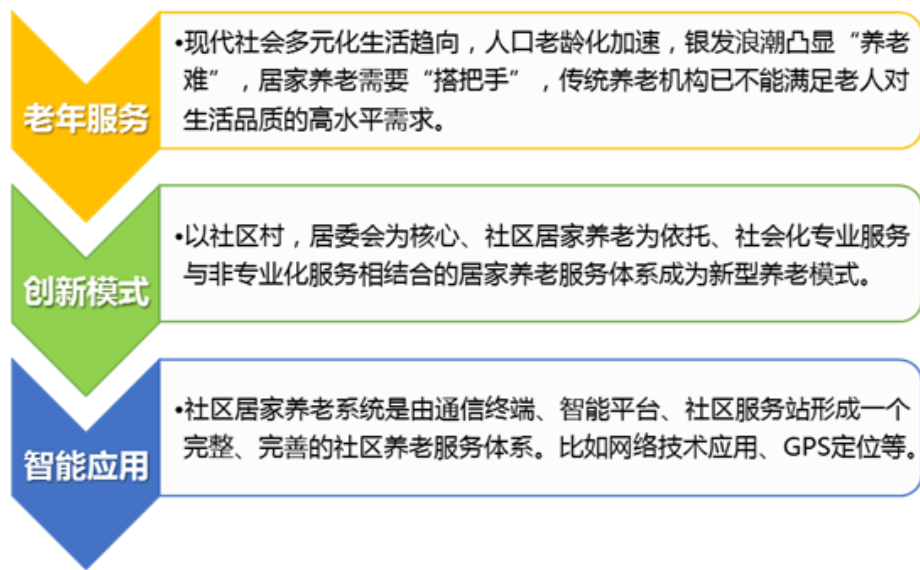 老年服务
•现代社会多元化生活趋向，人口老龄化加速，银发浪潮凸显“养老
难”，居家养老需要“搭把手”，传统养老机构已不能满足老人对
生活品质的高水平需求。
创新模式
•以社区村，居委会为核心、社区居家养老为依托、社会化专业服务
与非专业化服务相结合的居家养老服务体系成为新型养老模式。
智能应用
•社区居家养老系统是由通信终端、智能平台、社区服务站形成一个
完整、完善的社区养老服务体系。比如网络技术应用、GPS定位等。